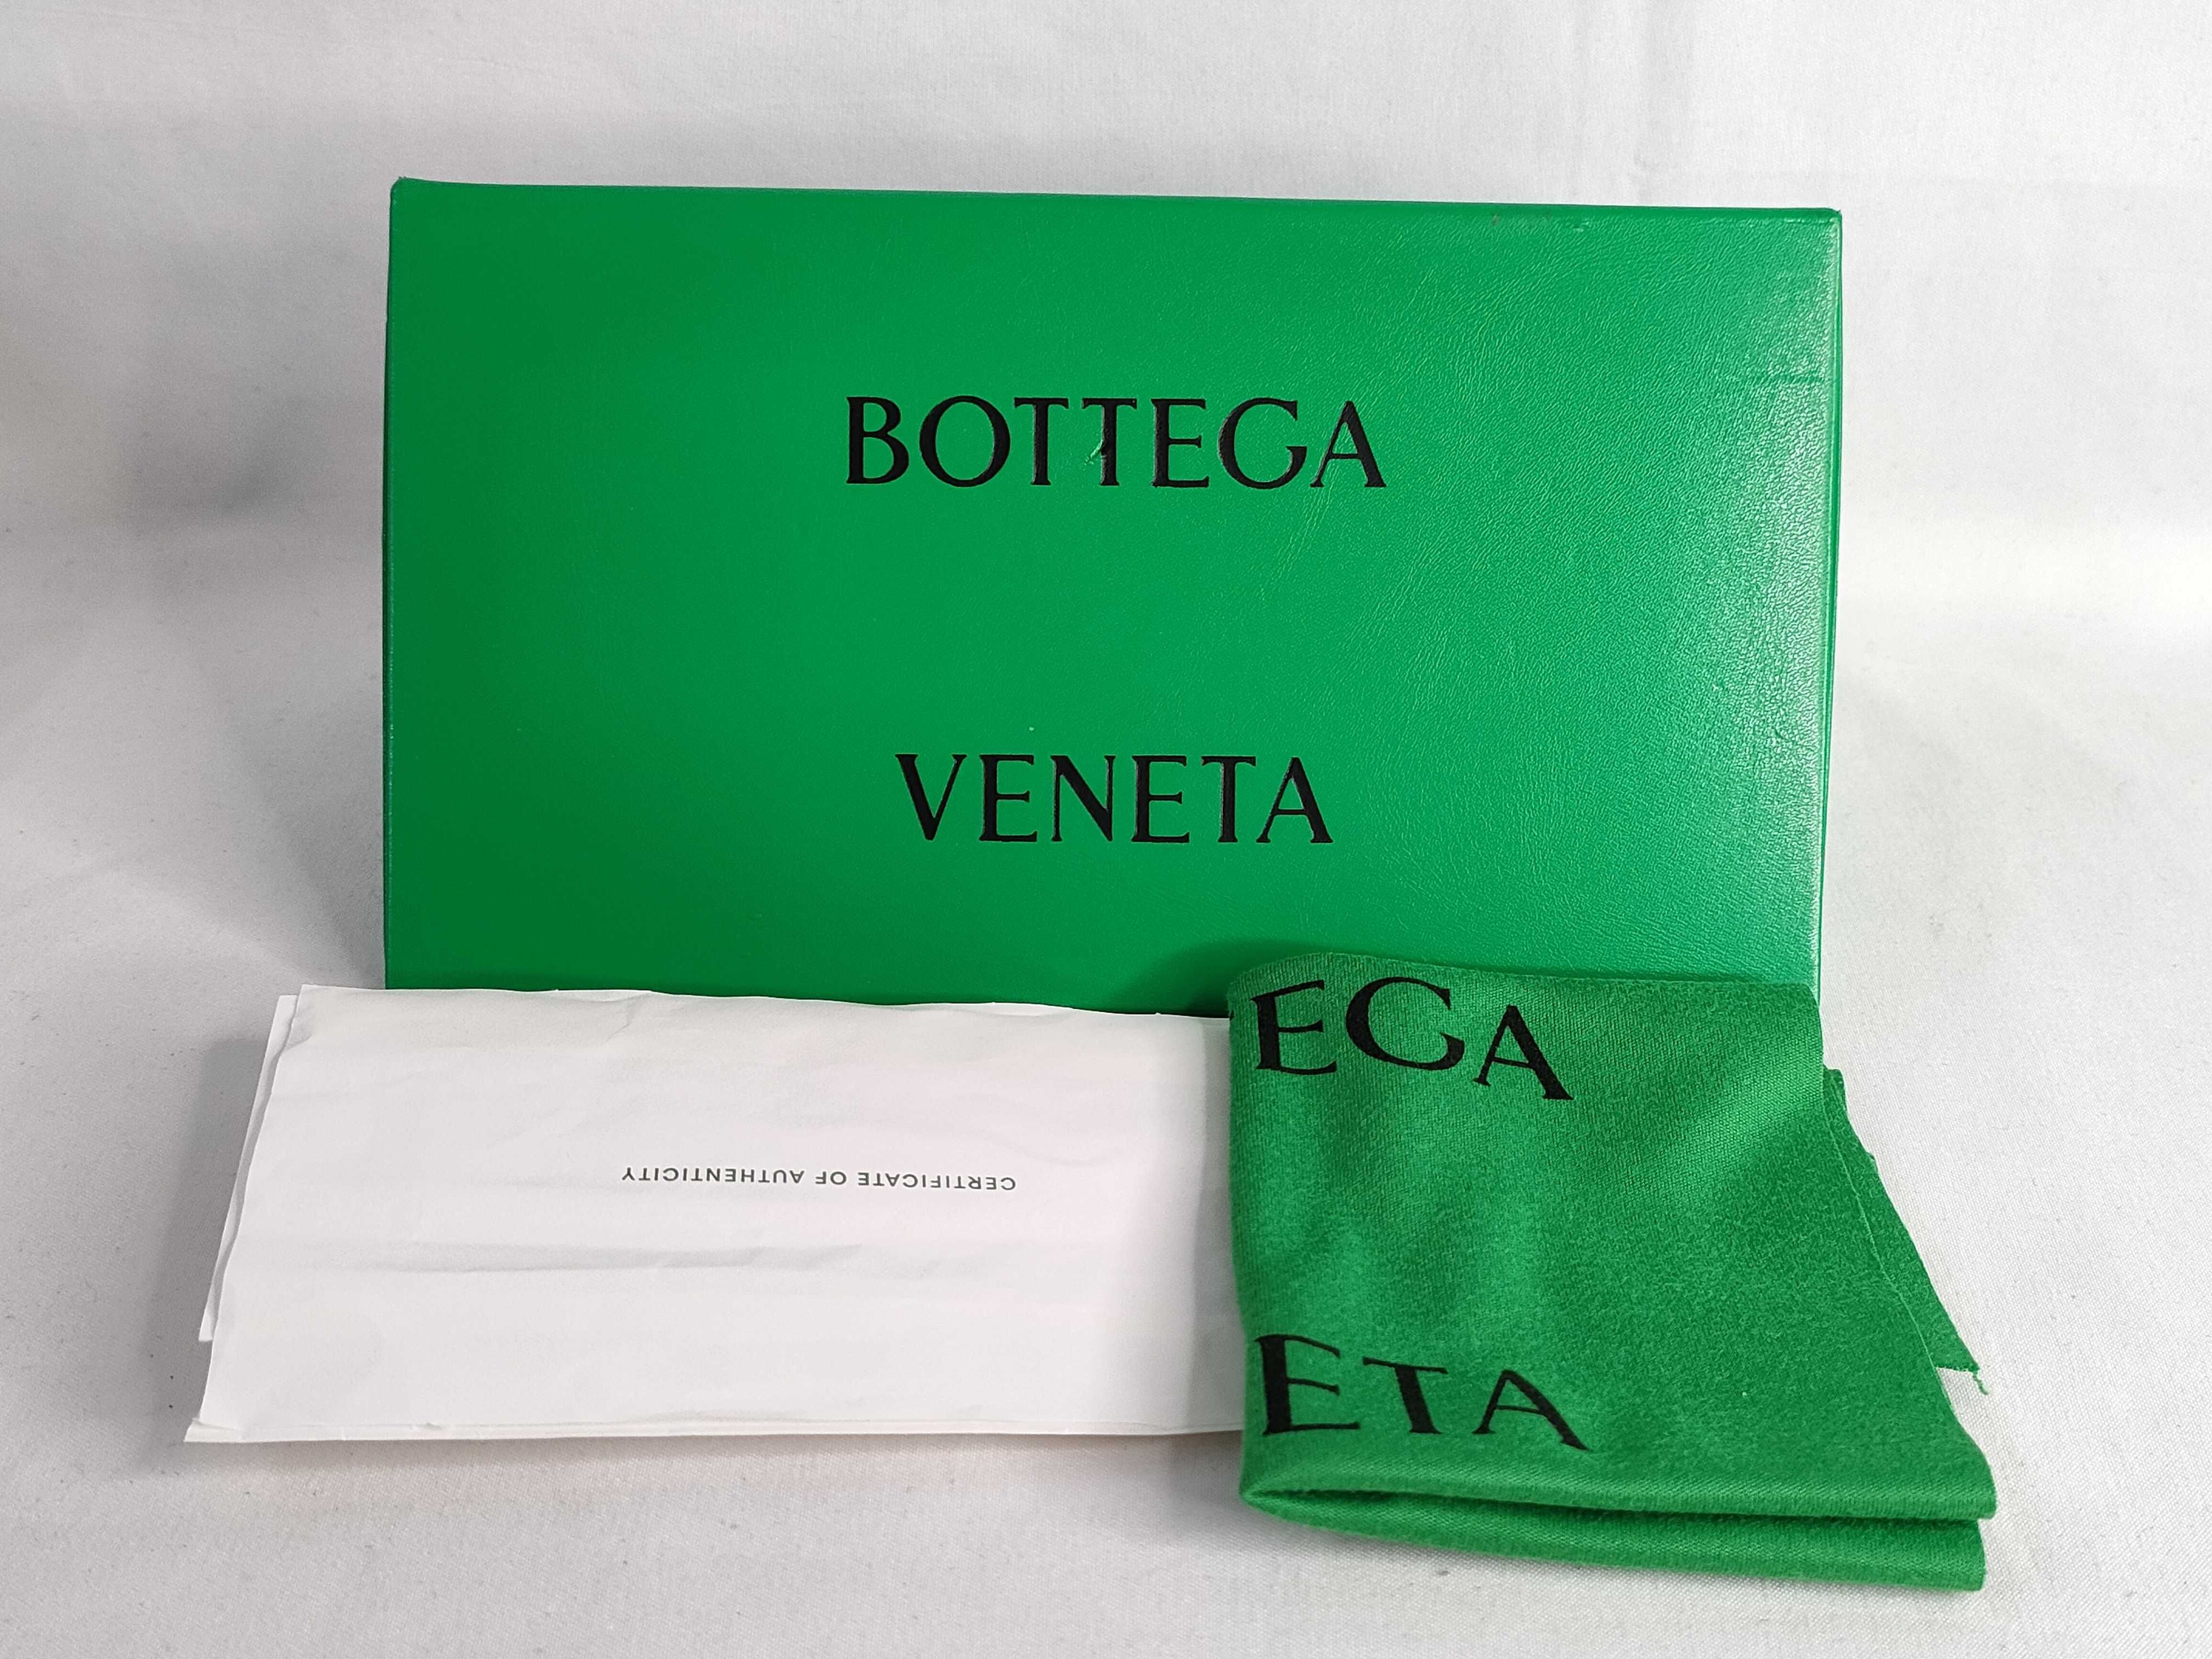 BOTTEGA
VENETA
CERTIFICATE OF AUTHENTICITY
EGA
ETA